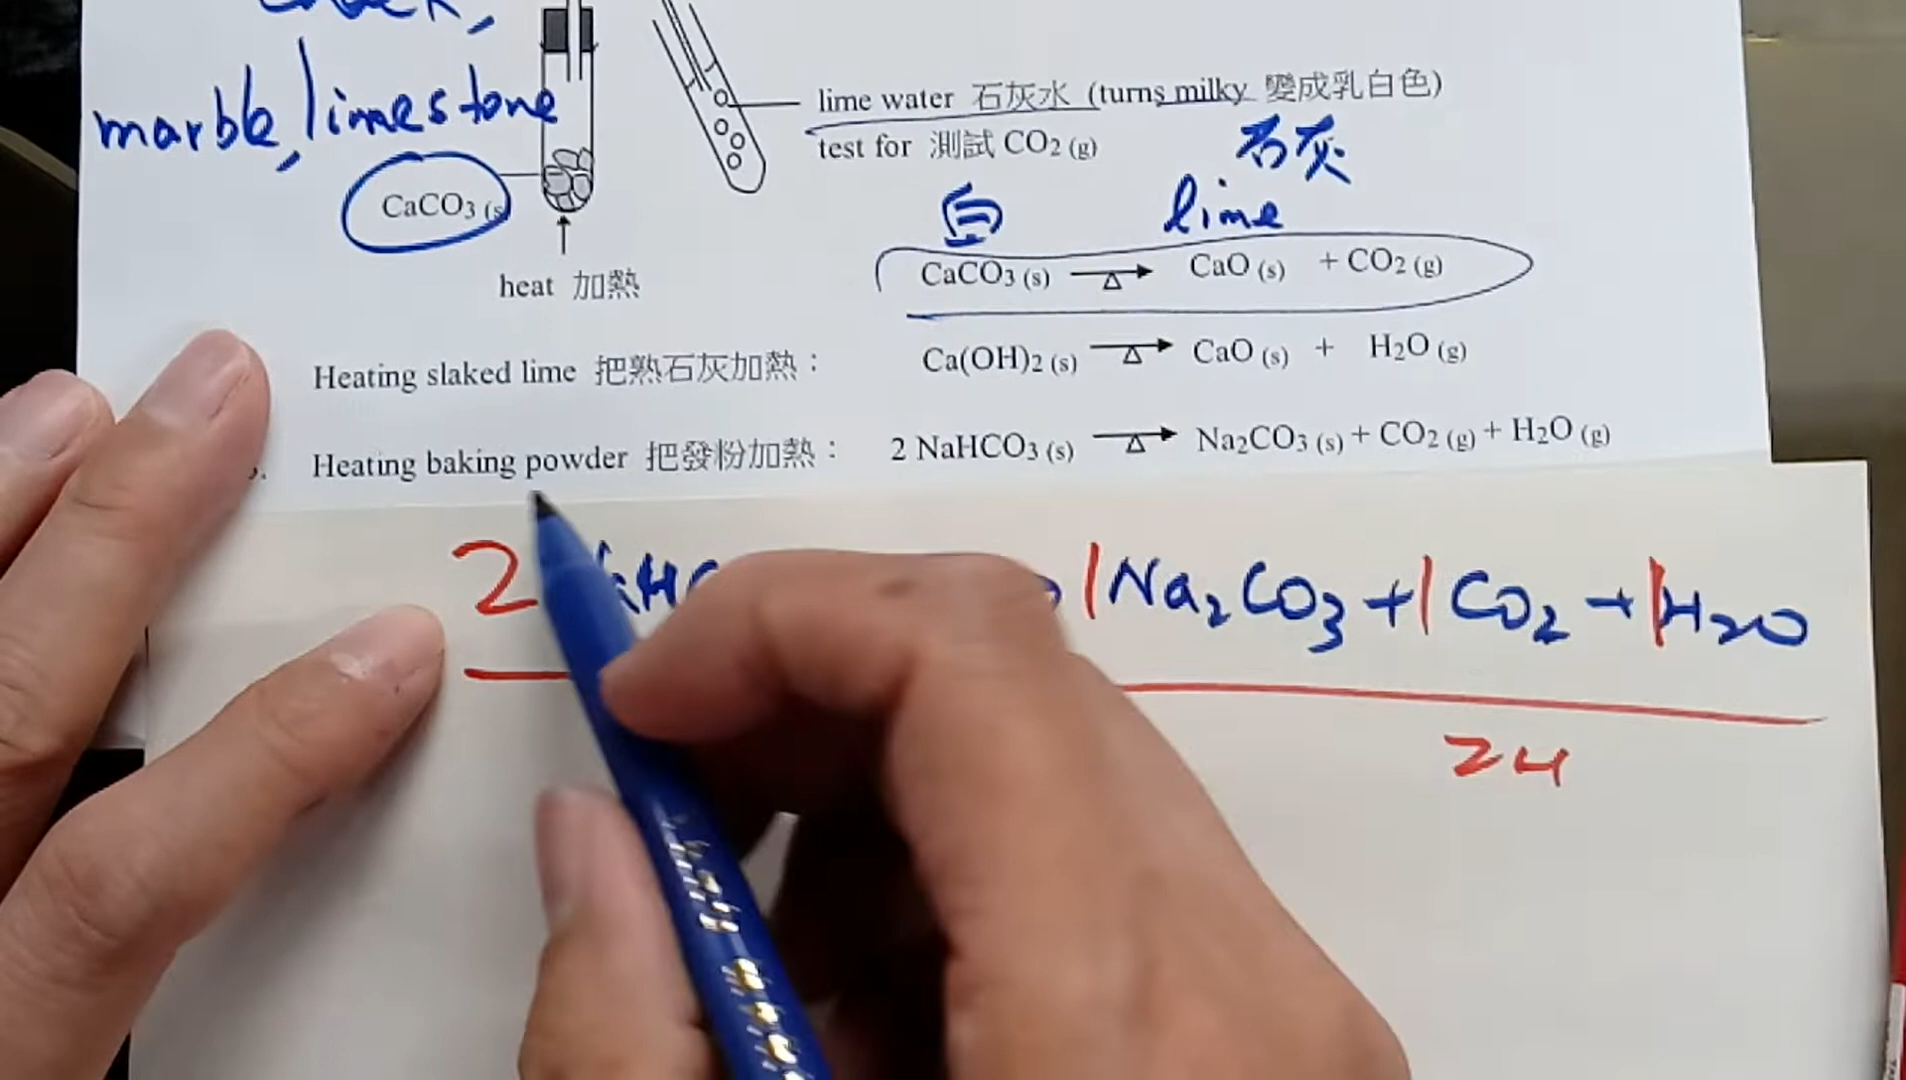 marble, limestone
lime water 石灰水 (turns milky 變成乳白色)
test for 測試 CO₂ (g)
石灰
CaCO₃ (s)
白
lime
heat 加熱
CaCO₃ (s) →Δ CaO (s) + CO₂ (g)
Heating slaked lime 把熟石灰加熱：
Ca(OH)₂ (s) →Δ CaO (s) + H₂O (g)
Heating baking powder 把發粉加熱：
2 NaHCO₃ (s) →Δ Na₂CO₃ (s) + CO₂ (g) + H₂O (g)
2 1Na₂CO₃ + 1CO₂ + 1H₂O
2H